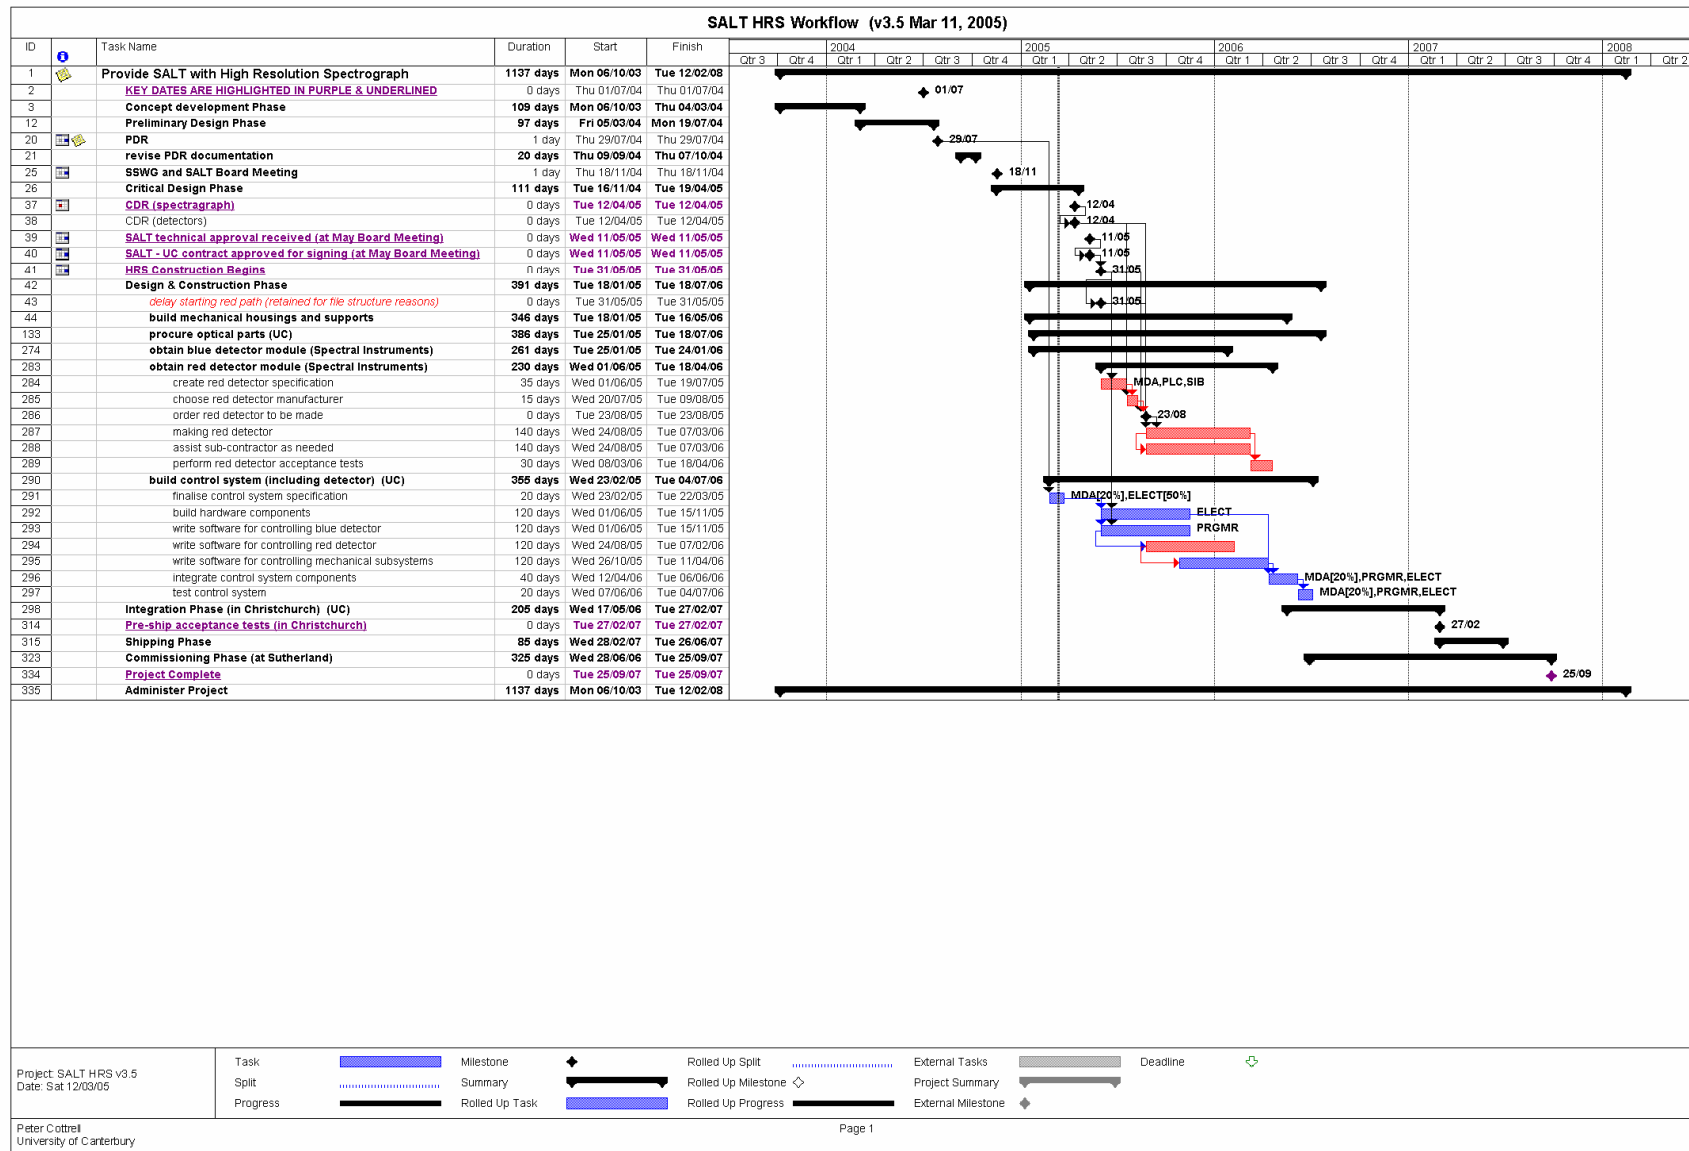 SALT HRS Workflow (v3.5 Mar 11, 2005)
ID Task Name Duration Start Finish 2004 2005 2006 2007 2008
Qtr 3 Qtr 4 Qtr 1 Qtr 2 Qtr 3 Qtr 4 Qtr 1 Qtr 2 Qtr 3 Qtr 4 Qtr 1 Qtr 2 Qtr 3 Qtr 4 Qtr 1 Qtr 2 Qtr 3 Qtr 4 Qtr 1 Qtr 2
1 Provide SALT with High Resolution Spectrograph 1137 days Mon 06/10/03 Tue 12/02/08
2 KEY DATES ARE HIGHLIGHTED IN PURPLE & UNDERLINED 0 days Thu 01/07/04 Thu 01/07/04 01/07
3 Concept development Phase 109 days Mon 06/10/03 Thu 04/03/04
12 Preliminary Design Phase 97 days Fri 05/03/04 Mon 19/07/04
20 PDR 1 day Thu 29/07/04 Thu 29/07/04 29/07
21 revise PDR documentation 20 days Thu 09/09/04 Thu 07/10/04
25 SSWG and SALT Board Meeting 1 day Thu 18/11/04 Thu 18/11/04 18/11
26 Critical Design Phase 111 days Tue 16/11/04 Tue 19/04/05
37 CDR (spectragraph) 0 days Tue 12/04/05 Tue 12/04/05 12/04
38 CDR (detectors) 0 days Tue 12/04/05 Tue 12/04/05 12/04
39 SALT technical approval received (at May Board Meeting) 0 days Wed 11/05/05 Wed 11/05/05 11/05
40 SALT - UC contract approved for signing (at May Board Meeting) 0 days Wed 11/05/05 Wed 11/05/05 11/05
41 HRS Construction Begins 0 days Tue 31/05/05 Tue 31/05/05 31/05
42 Design & Construction Phase 391 days Tue 18/01/05 Tue 18/07/06
43 delay starting red path (retained for file structure reasons) 0 days Tue 31/05/05 Tue 31/05/05 31/05
44 build mechanical housings and supports 346 days Tue 18/01/05 Tue 16/05/06
133 procure optical parts (UC) 386 days Tue 25/01/05 Tue 18/07/06
274 obtain blue detector module (Spectral Instruments) 261 days Tue 25/01/05 Tue 24/01/06
283 obtain red detector module (Spectral Instruments) 230 days Wed 01/06/05 Tue 18/04/06
284 create red detector specification 35 days Wed 01/06/05 Tue 19/07/05 MDA,PLC,SIB
285 choose red detector manufacturer 15 days Wed 20/07/05 Tue 09/08/05
286 order red detector to be made 0 days Tue 23/08/05 Tue 23/08/05 23/08
287 making red detector 140 days Wed 24/08/05 Tue 07/03/06
288 assist sub-contractor as needed 140 days Wed 24/08/05 Tue 07/03/06
289 perform red detector acceptance tests 30 days Wed 08/03/06 Tue 18/04/06
290 build control system (including detector) (UC) 355 days Wed 23/02/05 Tue 04/07/06
291 finalise control system specification 20 days Wed 23/02/05 Tue 22/03/05 MDA[20%],ELECT[50%]
292 build hardware components 120 days Wed 01/06/05 Tue 15/11/05 ELECT
293 write software for controlling blue detector 120 days Wed 01/06/05 Tue 15/11/05 PRGMR
294 write software for controlling red detector 120 days Wed 24/08/05 Tue 07/02/06
295 write software for controlling mechanical subsystems 120 days Wed 26/10/05 Tue 11/04/06
296 integrate control system components 40 days Wed 12/04/06 Tue 06/06/06 MDA[20%],PRGMR,ELECT
297 test control system 20 days Wed 07/06/06 Tue 04/07/06 MDA[20%],PRGMR,ELECT
298 Integration Phase (in Christchurch) (UC) 205 days Wed 17/05/06 Tue 27/02/07
314 Pre-ship acceptance tests (in Christchurch) 0 days Tue 27/02/07 Tue 27/02/07 27/02
315 Shipping Phase 85 days Wed 28/02/07 Tue 26/06/07
323 Commissioning Phase (at Sutherland) 325 days Wed 28/06/06 Tue 25/09/07
334 Project Complete 0 days Tue 25/09/07 Tue 25/09/07 25/09
335 Administer Project 1137 days Mon 06/10/03 Tue 12/02/08
Project: SALT HRS v3.5
Date: Sat 12/03/05
Task Milestone Rolled Up Split External Tasks Deadline
Split Summary Rolled Up Milestone Project Summary
Progress Rolled Up Task Rolled Up Progress External Milestone
Peter Cottrell
University of Canterbury
Page 1